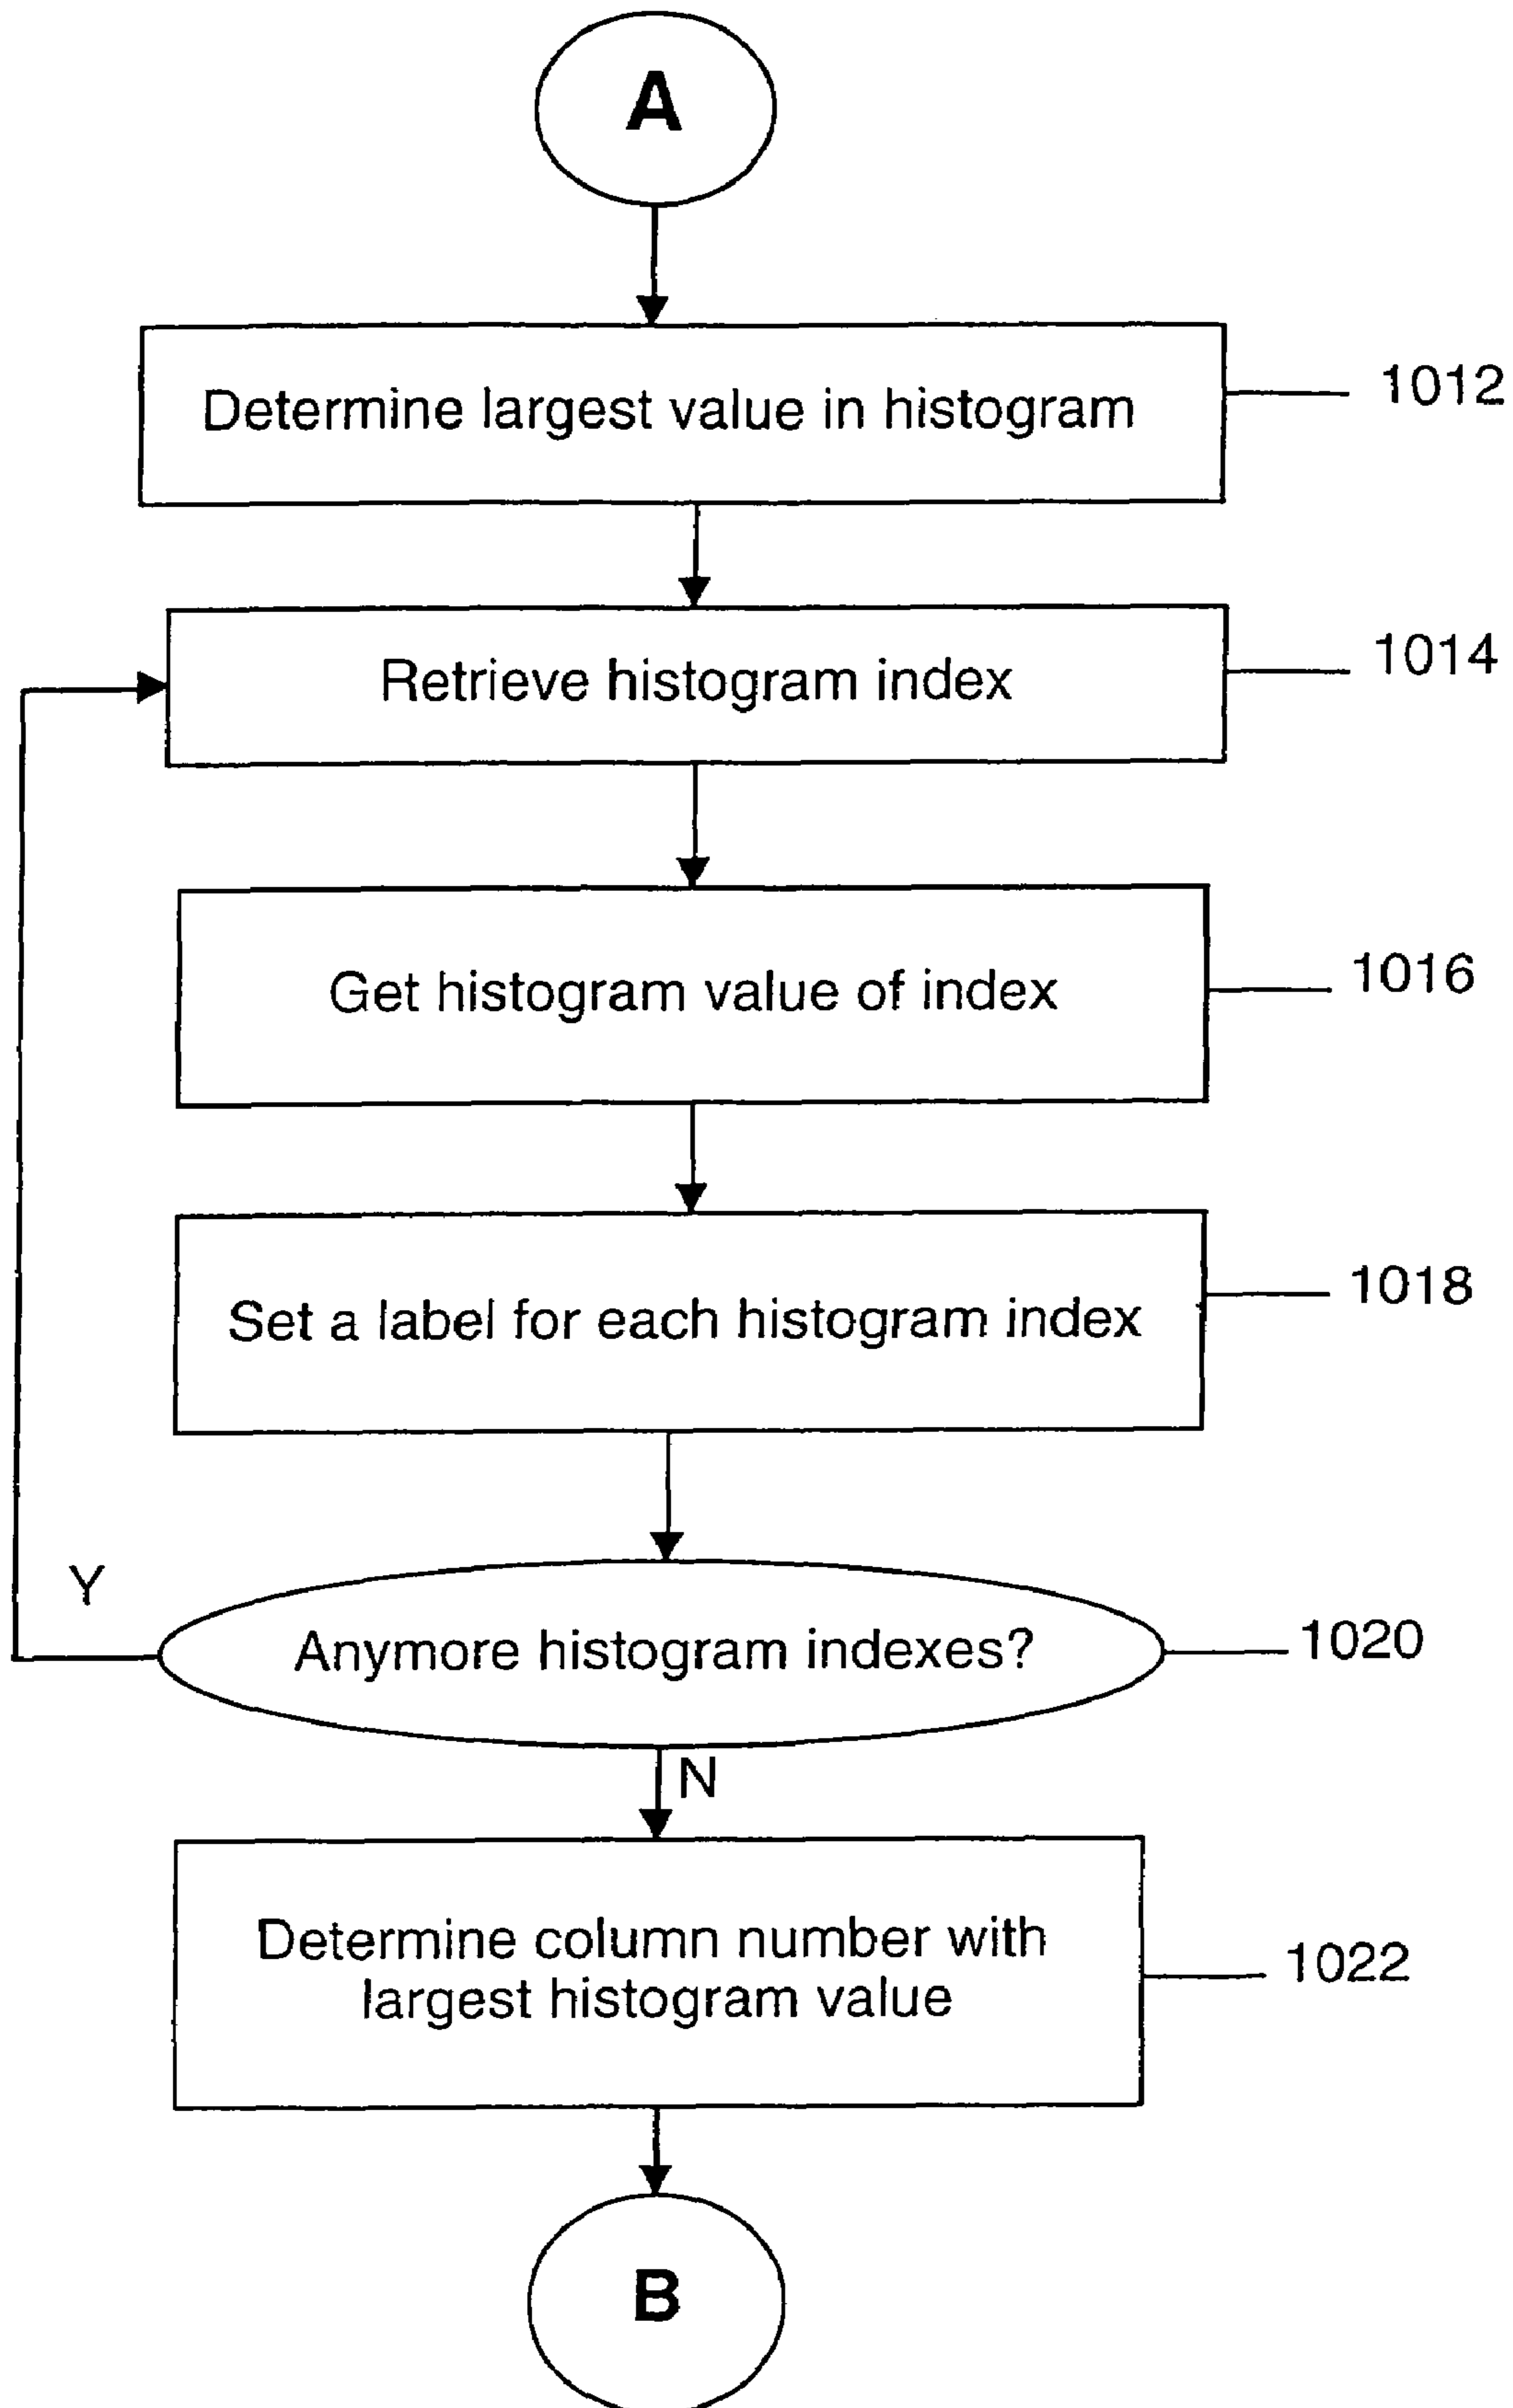 A
Determine largest value in histogram
1012
Retrieve histogram index
1014
Get histogram value of index
1016
Set a label for each histogram index
1018
Y
Anymore histogram indexes?
1020
N
Determine column number with
largest histogram value
1022
B